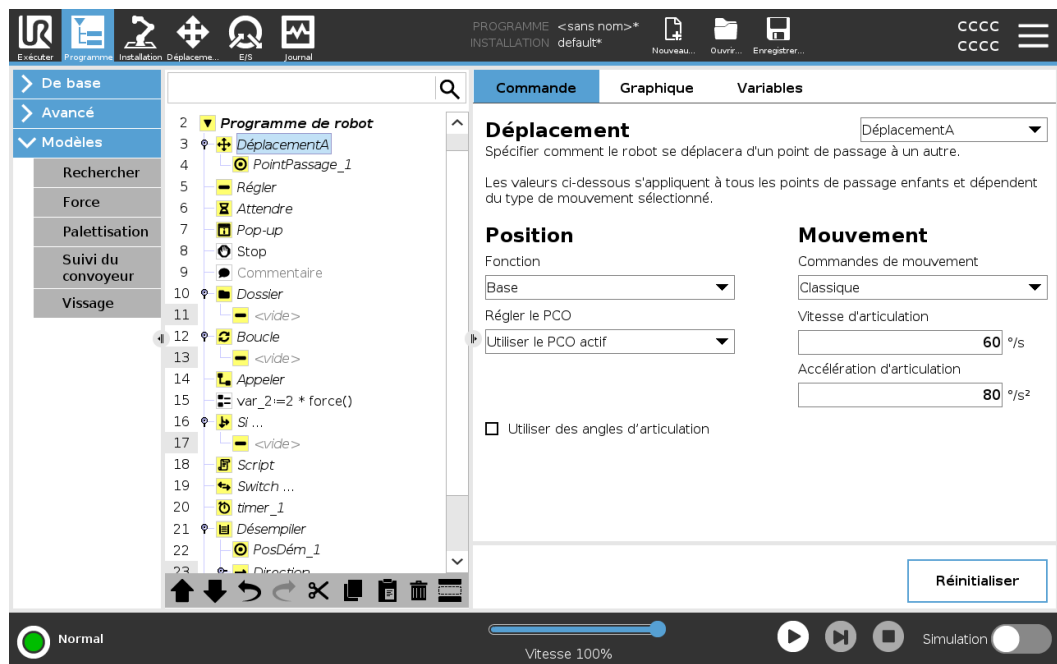 PROGRAMME <sans nom>*
INSTALLATION default*
CCCC
CCCC
Exécuter
Programme
Installation
Déplaceme...
E/S
Journal
Nouveau...
Ouvrir...
Enregistrer...
De base
Avancé
Modèles
Rechercher
Force
Palettisation
Suivi du
convoyeur
Vissage
2 Programme de robot
3 DéplacementA
4 PointPassage_1
5 Régler
6 Attendre
7 Pop-up
8 Stop
9 Commentaire
10 Dossier
11 <vide>
12 Boucle
13 <vide>
14 Appeler
15 var_2:=2 * force()
16 Si ...
17 <vide>
18 Script
19 Switch ...
20 timer_1
21 Désempiler
22 PosDém_1
23 Direction
Commande
Graphique
Variables
Déplacement
DéplacementA
Spécifier comment le robot se déplacera d'un point de passage à un autre.
Les valeurs ci-dessous s'appliquent à tous les points de passage enfants et dépendent
du type de mouvement sélectionné.
Position
Fonction
Base
Régler le PCO
Utiliser le PCO actif
Utiliser des angles d'articulation
Mouvement
Commandes de mouvement
Classique
Vitesse d'articulation
60 °/s
Accélération d'articulation
80 °/s²
Réinitialiser
Normal
Vitesse 100%
Simulation